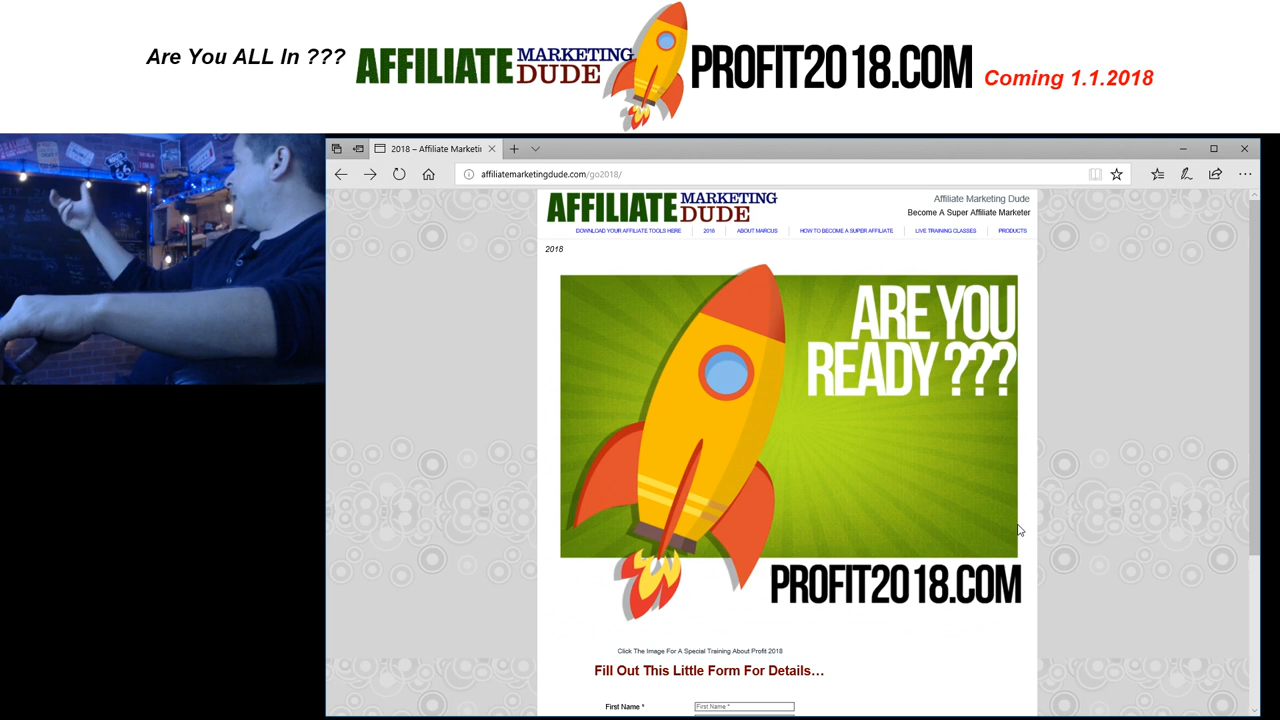 Are You ALL In ???
AFFILIATE MARKETING DUDE
PROFIT2018.COM
Coming 1.1.2018
2018 – Affiliate Marketi
affiliatemarketingdude.com/go2018/
AFFILIATE MARKETING DUDE
Affiliate Marketing Dude
Become A Super Affiliate Marketer
DOWNLOAD YOUR AFFILIATE TOOLS HERE
2018
ABOUT MARCUS
HOW TO BECOME A SUPER AFFILIATE
LIVE TRAINING CLASSES
PRODUCTS
2018
ARE YOU
READY ???
PROFIT2018.COM
Click The Image For A Special Training About Profit 2018
Fill Out This Little Form For Details...
First Name *
First Name *